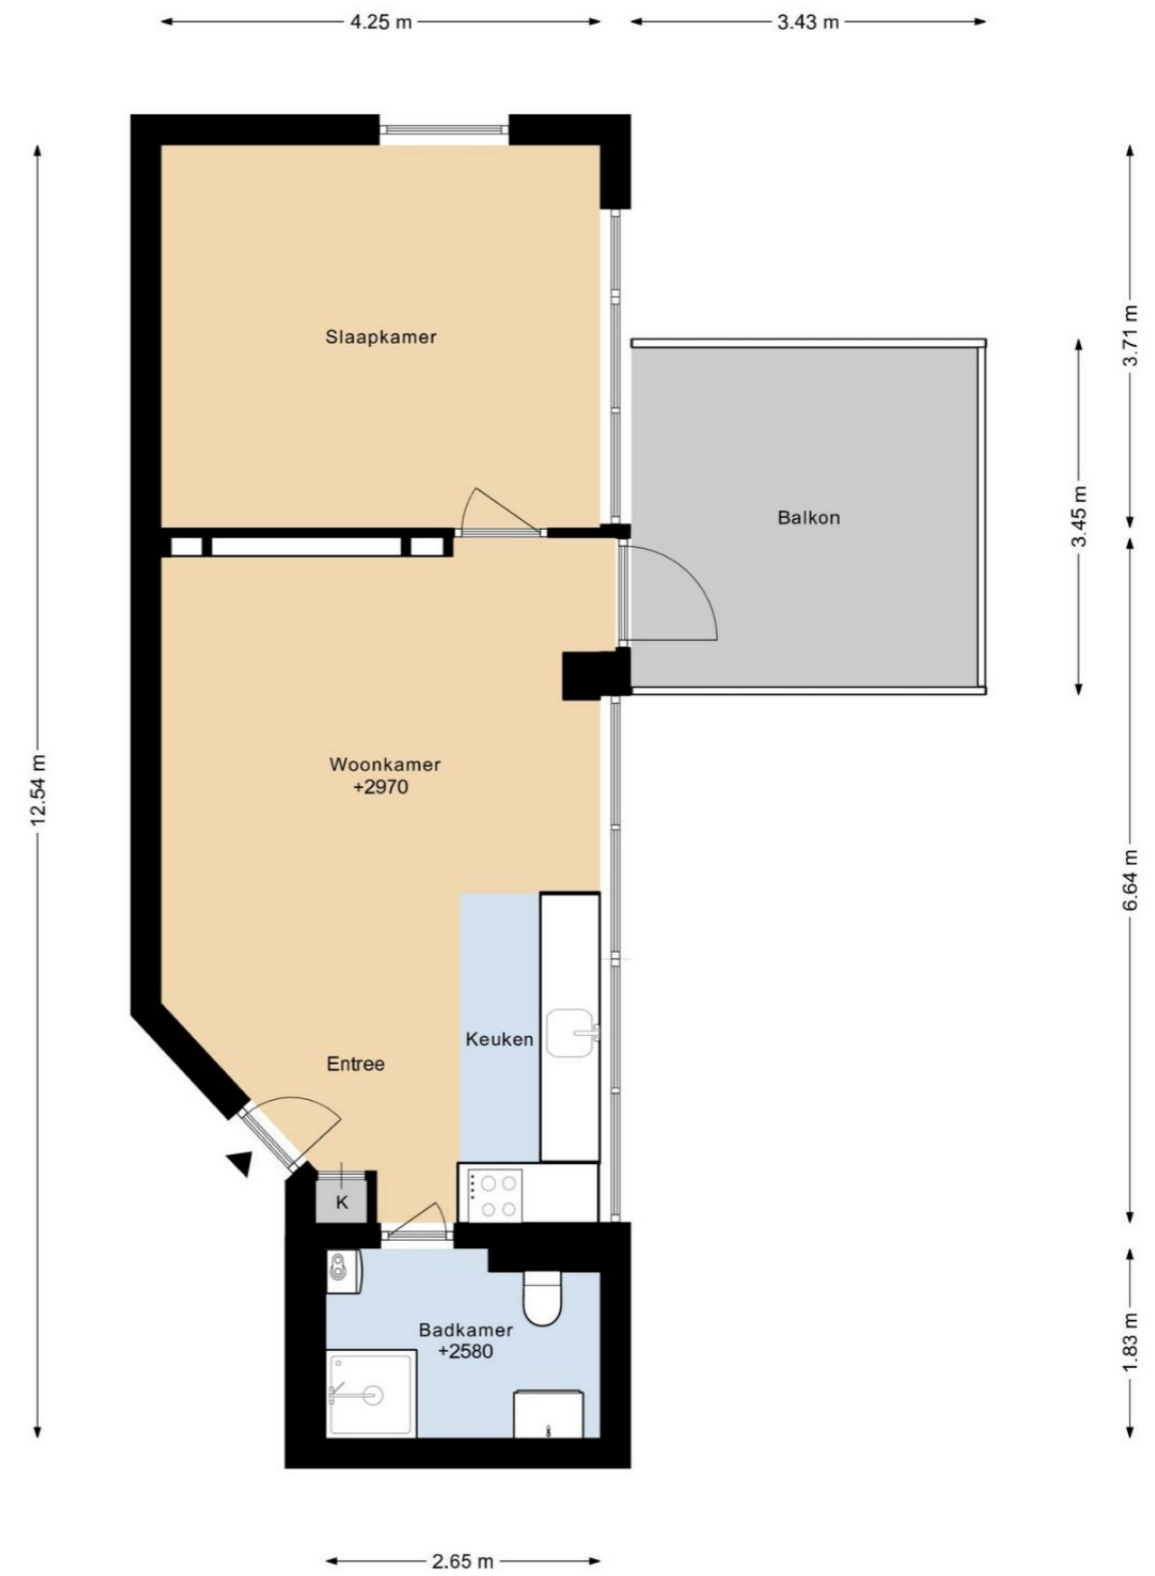 4.25 m
3.43 m
Slaapkamer
3.71 m
Balkon
3.45 m
Woonkamer
+2970
12.54 m
6.64 m
Keuken
Entree
K
Badkamer
+2580
1.83 m
2.65 m